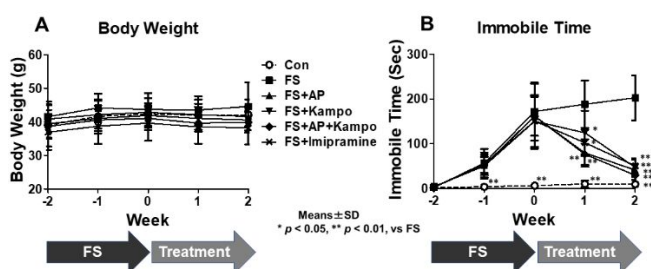 A
Body Weight
Body Weight (g)
60
50
40
30
20
-2
-1
0
1
2
Week
FS
Treatment
Con
FS
FS+AP
FS+Kampo
FS+AP+Kampo
FS+Imipramine
Means±SD
* p < 0.05, ** p < 0.01, vs FS
B
Immobile Time
Immobile Time (Sec)
300
200
100
0
-2
-1
0
1
2
**
**
*
*
**
**
**
**
**
**
**
**
Week
FS
Treatment